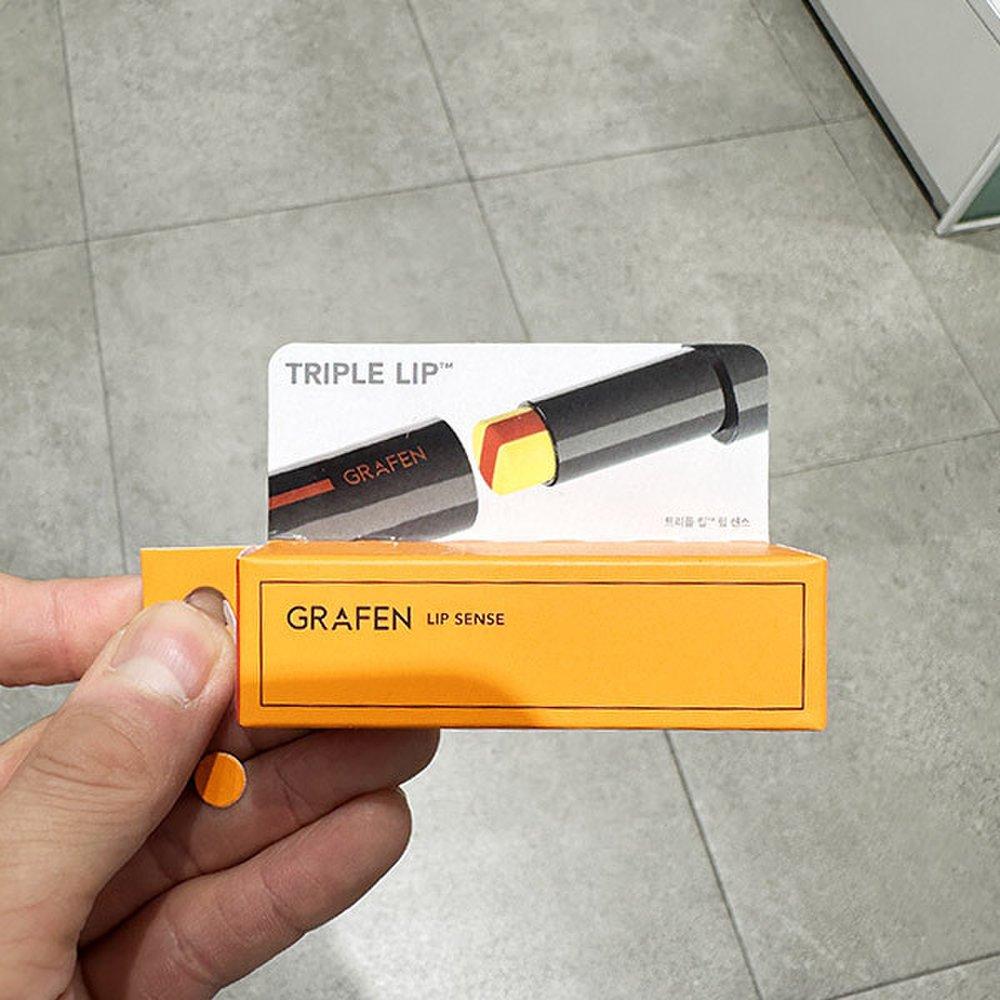 TRIPLE LIP™
GRAFEN
트리플 립™ 립 센스
GRAFEN LIP SENSE